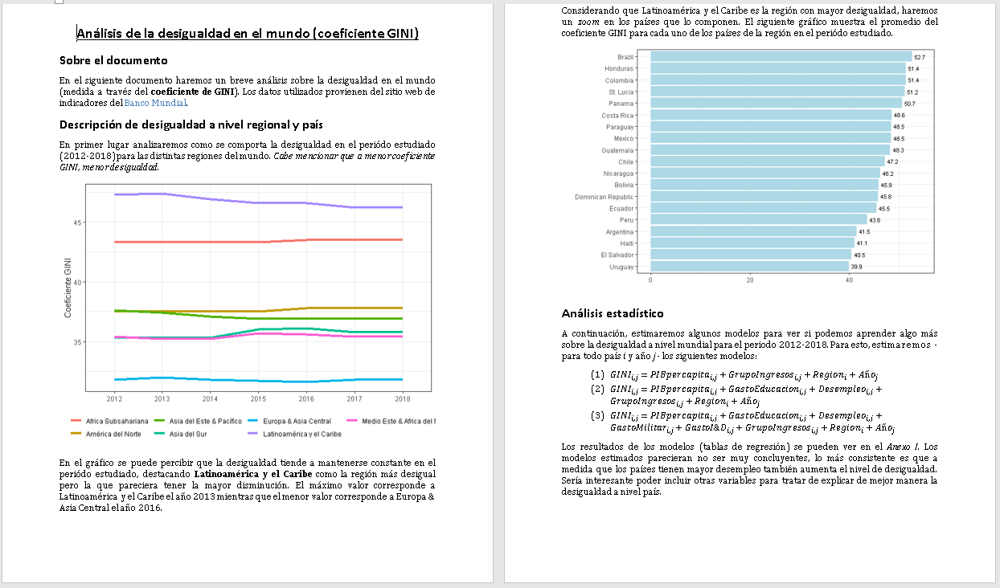 Análisis de la desigualdad en el mundo (coeficiente GINI)
Sobre el documento
En el siguiente documento haremos un breve análisis sobre la desigualdad en el mundo
(medida a través del coeficiente de GINI). Los datos utilizados provienen del sitio web de
indicadores del Banco Mundial.
Descripción de desigualdad a nivel regional y país
En primer lugar analizaremos como se comporta la desigualdad en el periódo estudiado
(2012-2018)para las distintas regiones del mundo. Cabe mencionar que a menor coeficiente
GINI, menor desigualdad.
Coeficiente GINI
45
40
35
2012 2013 2014 2015 2016 2017 2018
Africa Subsahariana Asia del Este & Pacífico Europa & Asia Central Medio Este & Africa del N
América del Norte Asia del Sur Latinoamérica y el Caribe
En el gráfico se puede percibir que la desigualdad tiende a mantenerse constante en el
periódo estudiado, destacando Latinoamérica y el Caribe como la región más desigual
pero la que pareciera tener la mayor disminución. El máximo valor corresponde a
Latinoamérica y el Caribe el año 2013 mientras que el menor valor corresponde a Europa &
Asia Central el año 2016.
Considerando que Latinoamérica y el Caribe es la región con mayor desigualdad, haremos
un zoom en los países que lo componen. El siguiente gráfico muestra el promedio del
coeficiente GINI para cada uno de los países de la región en el periódo estudiado.
Brazil 52.7
Honduras 51.4
Colombia 51.4
St. Lucia 51.2
Panama 50.7
Costa Rica 48.6
Paraguay 48.5
Mexico 48.5
Guatemala 48.3
Chile 47.2
Nicaragua 46.2
Bolivia 45.9
Dominican Republic 45.8
Ecuador 45.5
Peru 43.6
Argentina 41.5
Haiti 41.1
El Salvador 40.5
Uruguay 39.9
0 20 40
Análisis estadístico
A continuación, estimaremos algunos modelos para ver si podemos aprender algo más
sobre la desigualdad a nivel mundial para el periodo 2012-2018. Para esto, estimaremos -
para todo país i y año j- los siguientes modelos:
(1) GINI_{i,j} = PIBpercapita_{i,j} + GrupoIngresos_{i,j} + Region_i + Año_j
(2) GINI_{i,j} = PIBpercapita_{i,j} + GastoEducacion_{i,j} + Desempleo_{i,j} +
GrupoIngresos_{i,j} + Region_i + Año_j
(3) GINI_{i,j} = PIBpercapita_{i,j} + GastoEducacion_{i,j} + Desempleo_{i,j} +
GastoMilitar_{i,j} + GastoI&D_{i,j} + GrupoIngresos_{i,j} + Region_i + Año_j
Los resultados de los modelos (tablas de regresión) se pueden ver en el Anexo I. Los
modelos estimados parecieran no ser muy concluyentes, lo más consistente es que a
medida que los países tienen mayor desempleo también aumenta el nivel de desigualdad.
Sería interesante poder incluir otras variables para tratar de explicar de mejor manera la
desigualdad a nivel país.